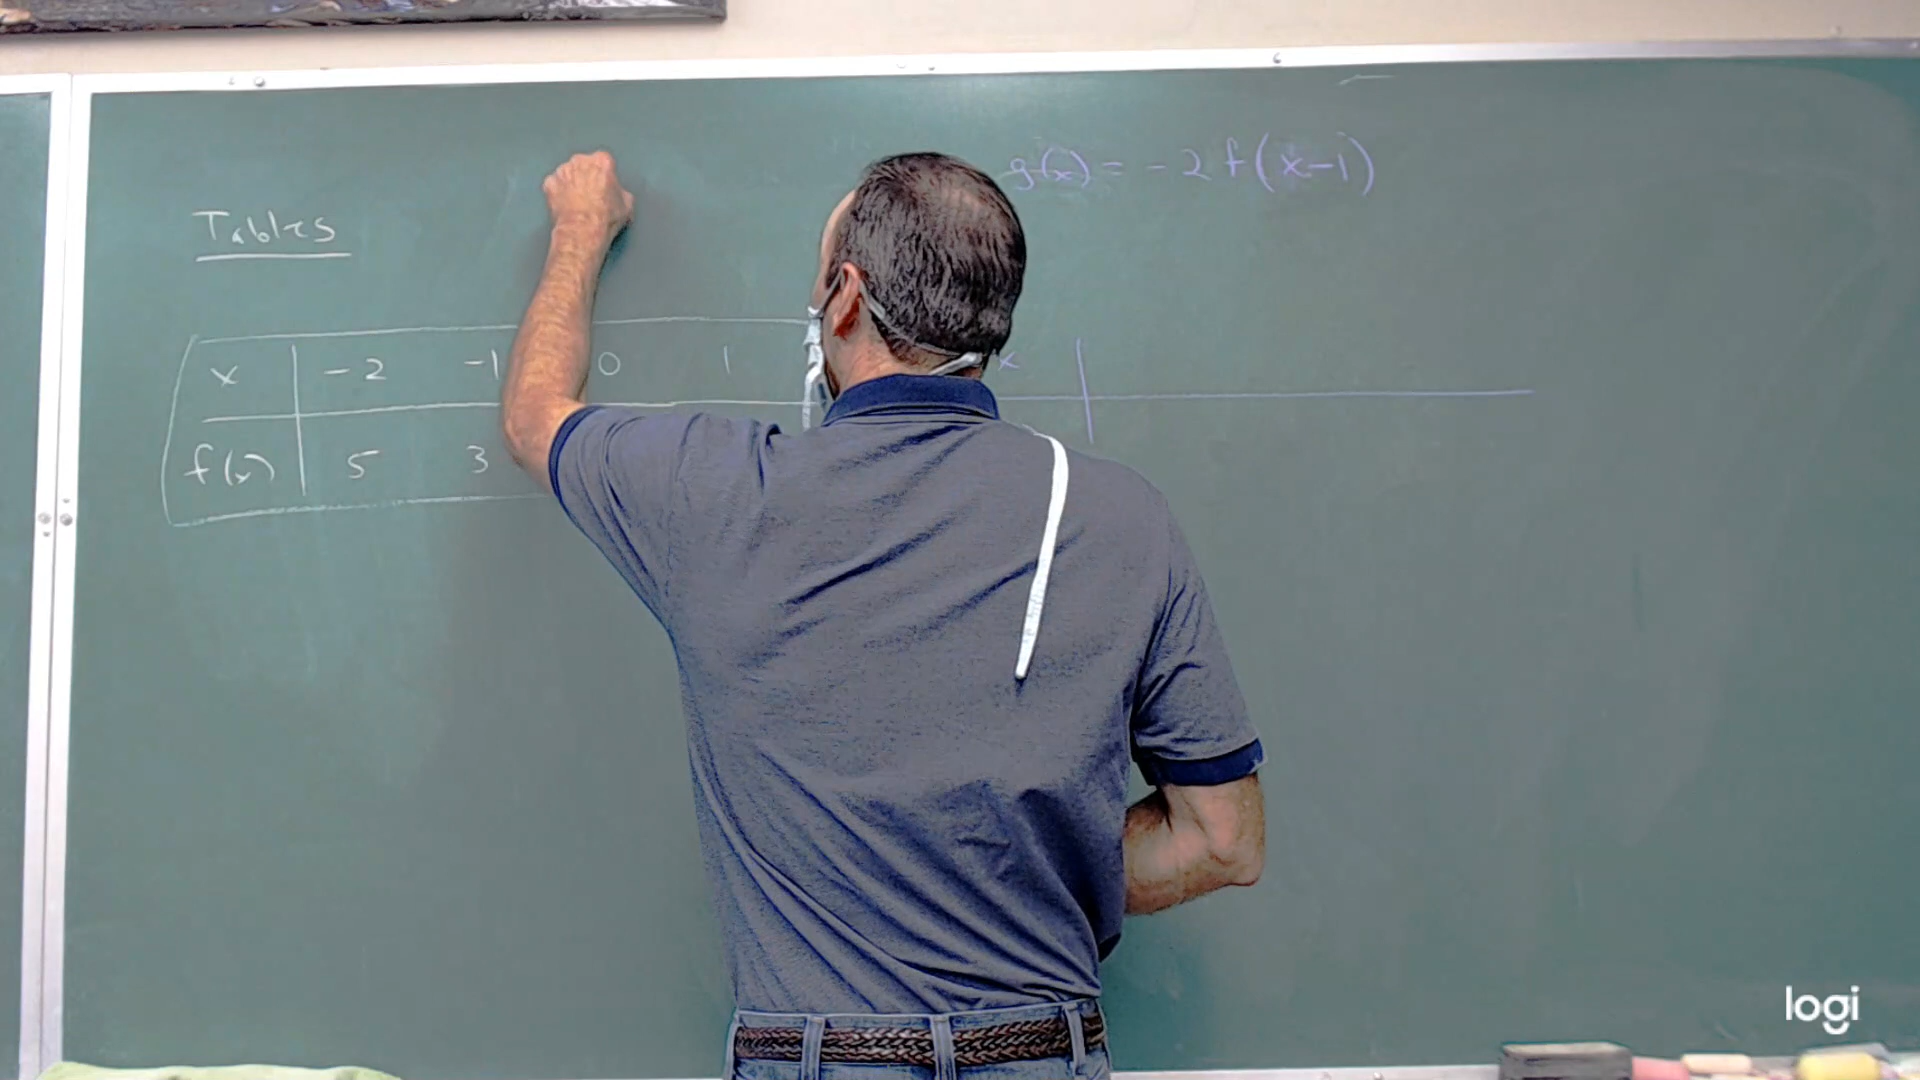 g(x) = -2 f(x-1)
Tables
x -2 -1 0 1
x
f(x) 5 3
logi